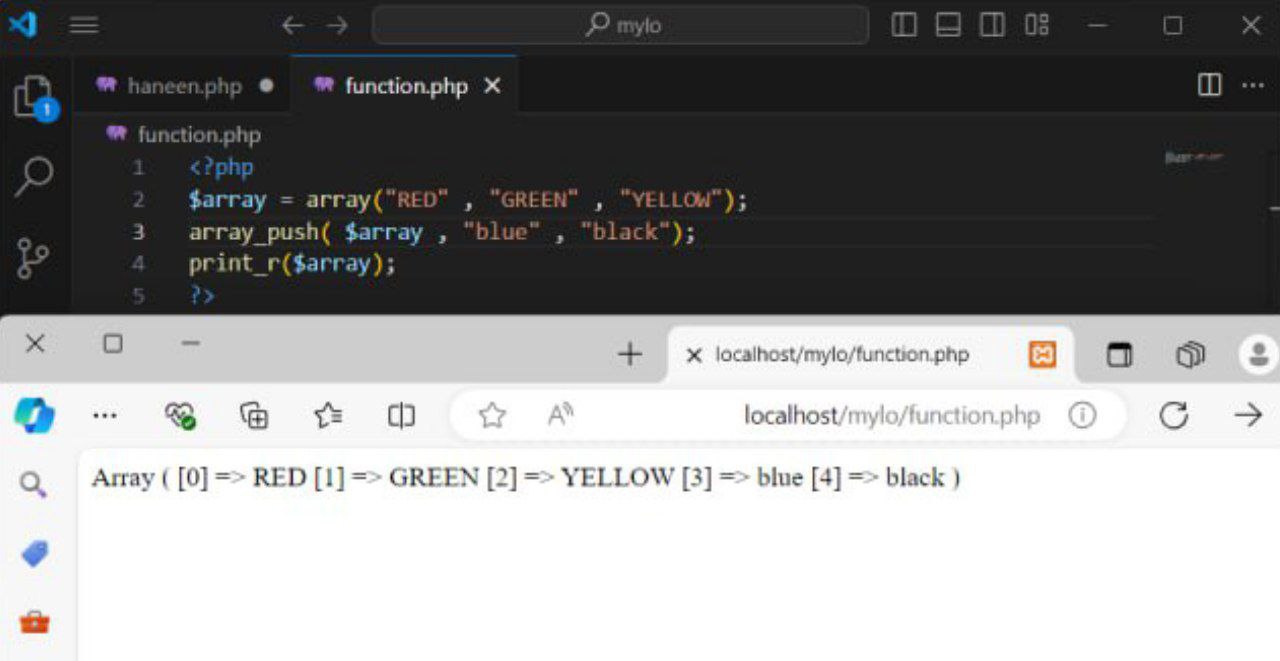 mylo
haneen.php
function.php
function.php
1 <?php
2 $array = array("RED" , "GREEN" , "YELLOW");
3 array_push( $array , "blue" , "black");
4 print_r($array);
5 ?>
1
localhost/mylo/function.php
localhost/mylo/function.php
Array ( [0] => RED [1] => GREEN [2] => YELLOW [3] => blue [4] => black )